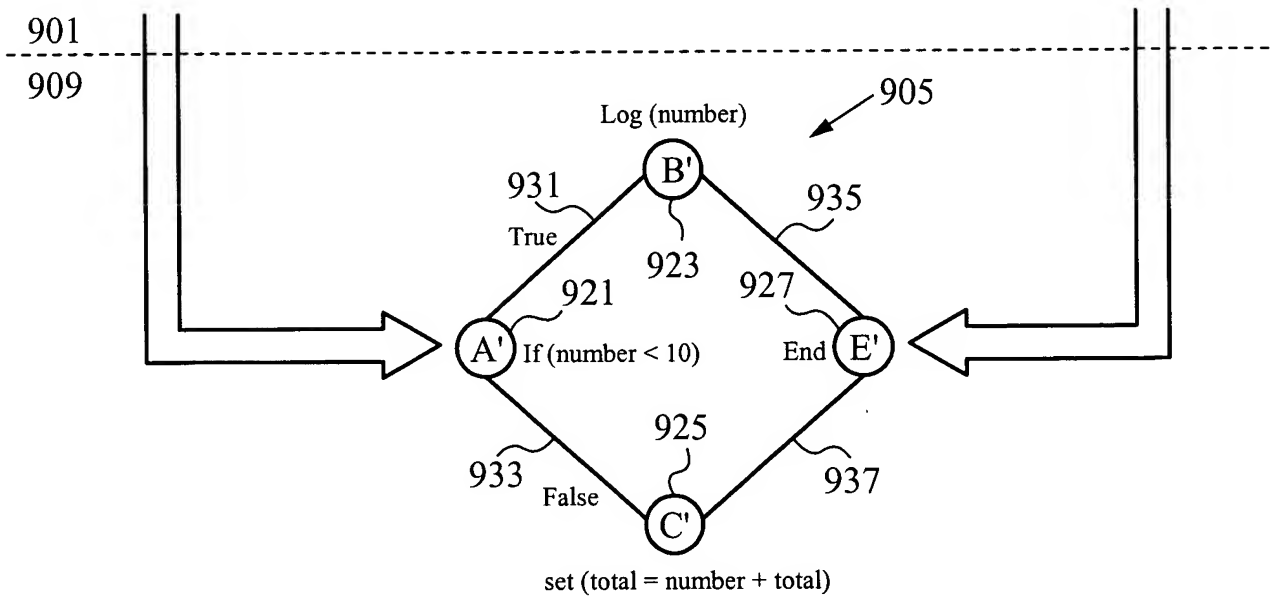 901
909
905
Log (number)
B'
931
935
True
923
921
927
A'
If (number < 10)
End
E'
925
933
937
False
C'
set (total = number + total)